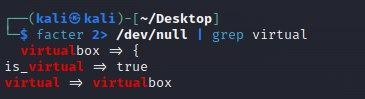 ┌──(kali㉿kali)-[~/Desktop]
└─$ facter 2> /dev/null | grep virtual
  virtualbox => {
is_virtual => true
virtual => virtualbox